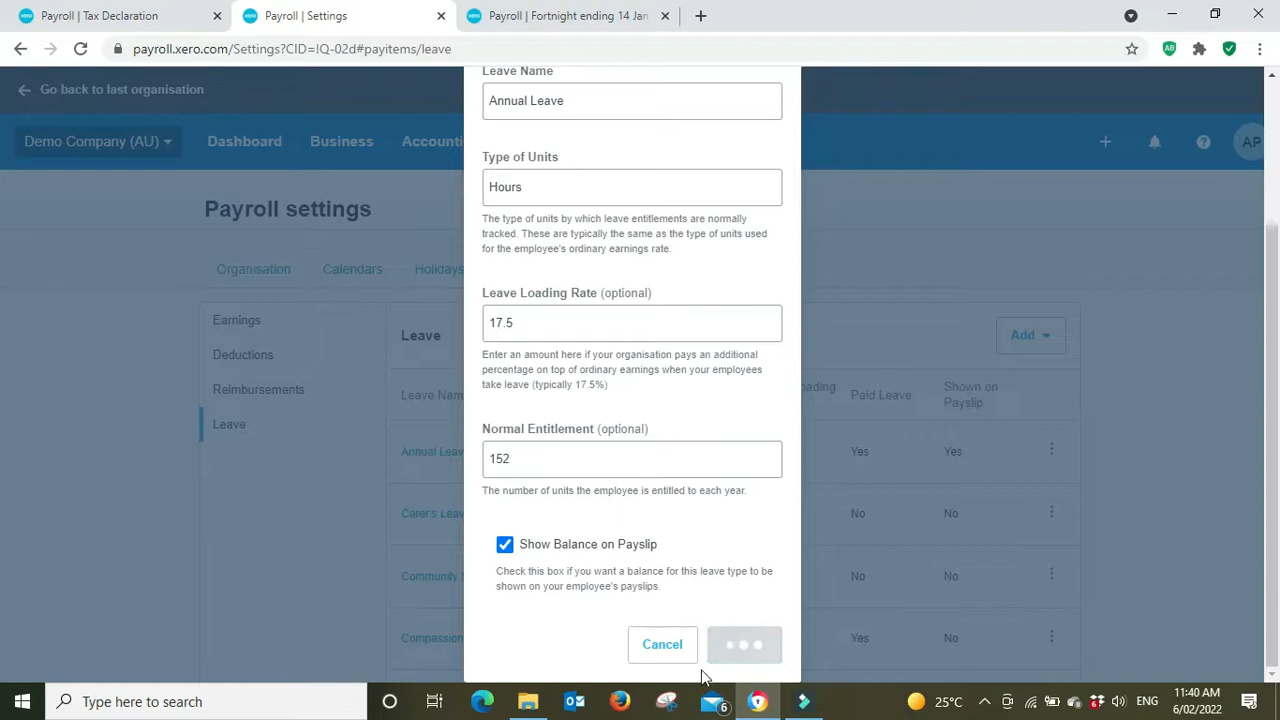 Payroll | Tax Declaration
Payroll | Settings
Payroll | Fortnight ending 14 Jan
payroll.xero.com/Settings?CID=!Q-02d#payitems/leave
Go back to last organisation
Demo Company (AU)
Dashboard
Business
Accounti
AP
Payroll settings
Organisation
Calendars
Holidays
Earnings
Deductions
Reimbursements
Leave
Leave
Add
Leave Name
oading
Paid Leave
Shown on
Payslip
Annual Leav
Yes
Yes
Carer's Leav
No
No
Community S
No
No
Compassion
Yes
No
Leave Name
Annual Leave
Type of Units
Hours
The type of units by which leave entitlements are normally
tracked. These are typically the same as the type of units used
for the employee's ordinary earnings rate.
Leave Loading Rate (optional)
17.5
Enter an amount here if your organisation pays an additional
percentage on top of ordinary earnings when your employees
take leave (typically 17.5%)
Normal Entitlement (optional)
152
The number of units the employee is entitled to each year.
Show Balance on Payslip
Check this box if you want a balance for this leave type to be
shown on your employee's payslips.
Cancel
Type here to search
6
25°C
ENG
11:40 AM
6/02/2022